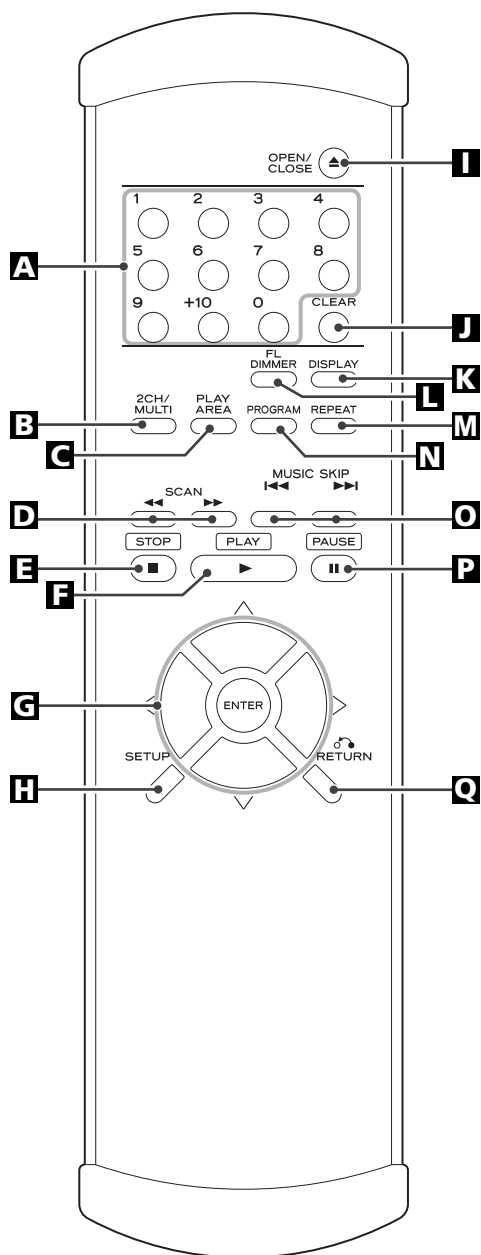 OPEN/
CLOSE
I
1 2 3 4
A
5 6 7 8
9 +10 0 CLEAR
J
FL
DIMMER DISPLAY
K
L
2CH/
MULTI PLAY
AREA PROGRAM REPEAT
B
M
C
N
SCAN MUSIC SKIP
D
O
STOP PLAY PAUSE
E
P
F
G
ENTER
SETUP RETURN
H
Q